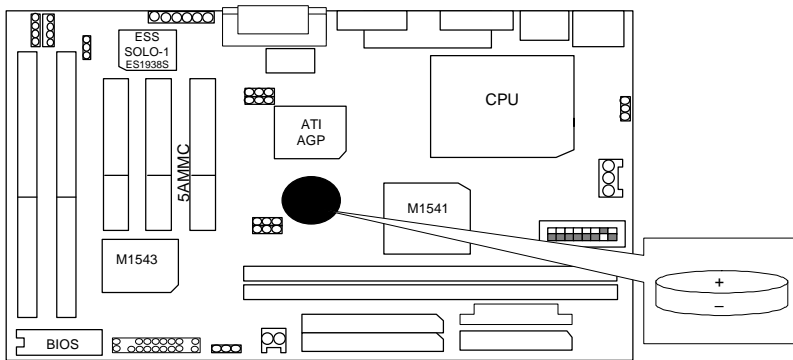 ESS
SOLO-1
ES1938S
CPU
ATI
AGP
5AMMC
M1541
M1543
+
–
BIOS